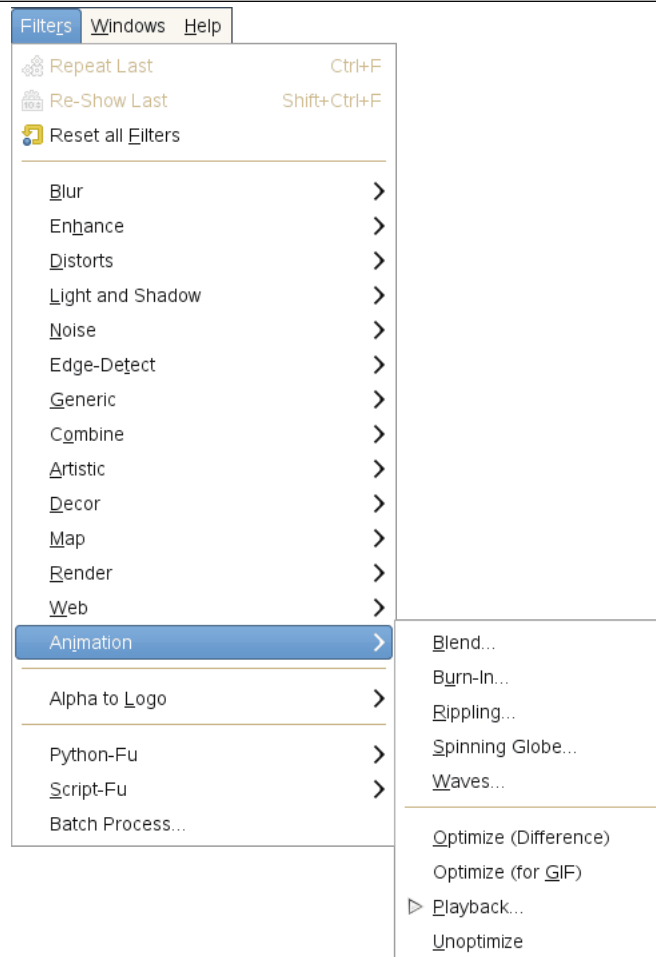 Filters Windows Help
Repeat Last Ctrl+F
Re-Show Last Shift+Ctrl+F
Reset all Filters
Blur
Enhance
Distorts
Light and Shadow
Noise
Edge-Detect
Generic
Combine
Artistic
Decor
Map
Render
Web
Animation
Alpha to Logo
Python-Fu
Script-Fu
Batch Process...
Blend...
Burn-In...
Rippling...
Spinning Globe...
Waves...
Optimize (Difference)
Optimize (for GIF)
Playback...
Unoptimize